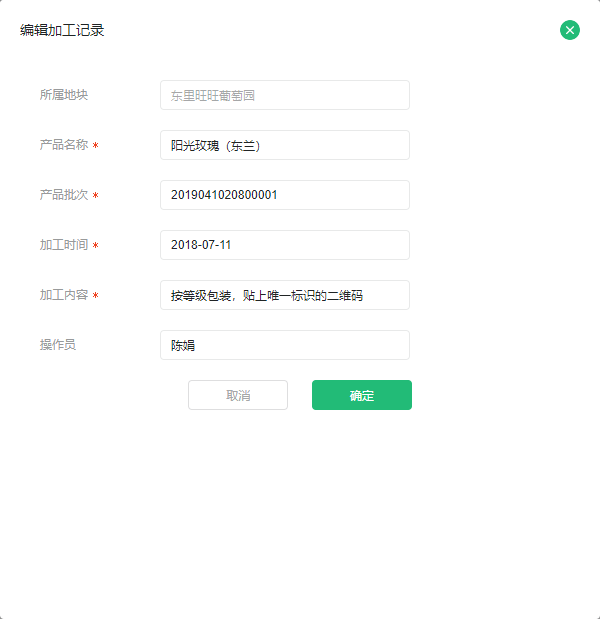 编辑加工记录
所属地块 东里旺旺葡萄园
产品名称 * 阳光玫瑰（东兰）
产品批次 * 2019041020800001
加工时间 * 2018-07-11
加工内容 * 按等级包装，贴上唯一标识的二维码
操作员 陈娟
取消 确定